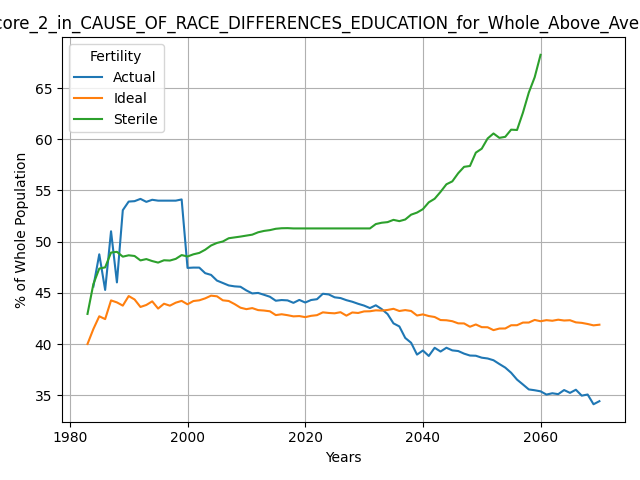 core_2_in_CAUSE_OF_RACE_DIFFERENCES_EDUCATION_for_Whole_Above_Ave
Fertility
Actual
Ideal
Sterile
% of Whole Population
65
60
55
50
45
40
35
1980
2000
2020
2040
2060
Years